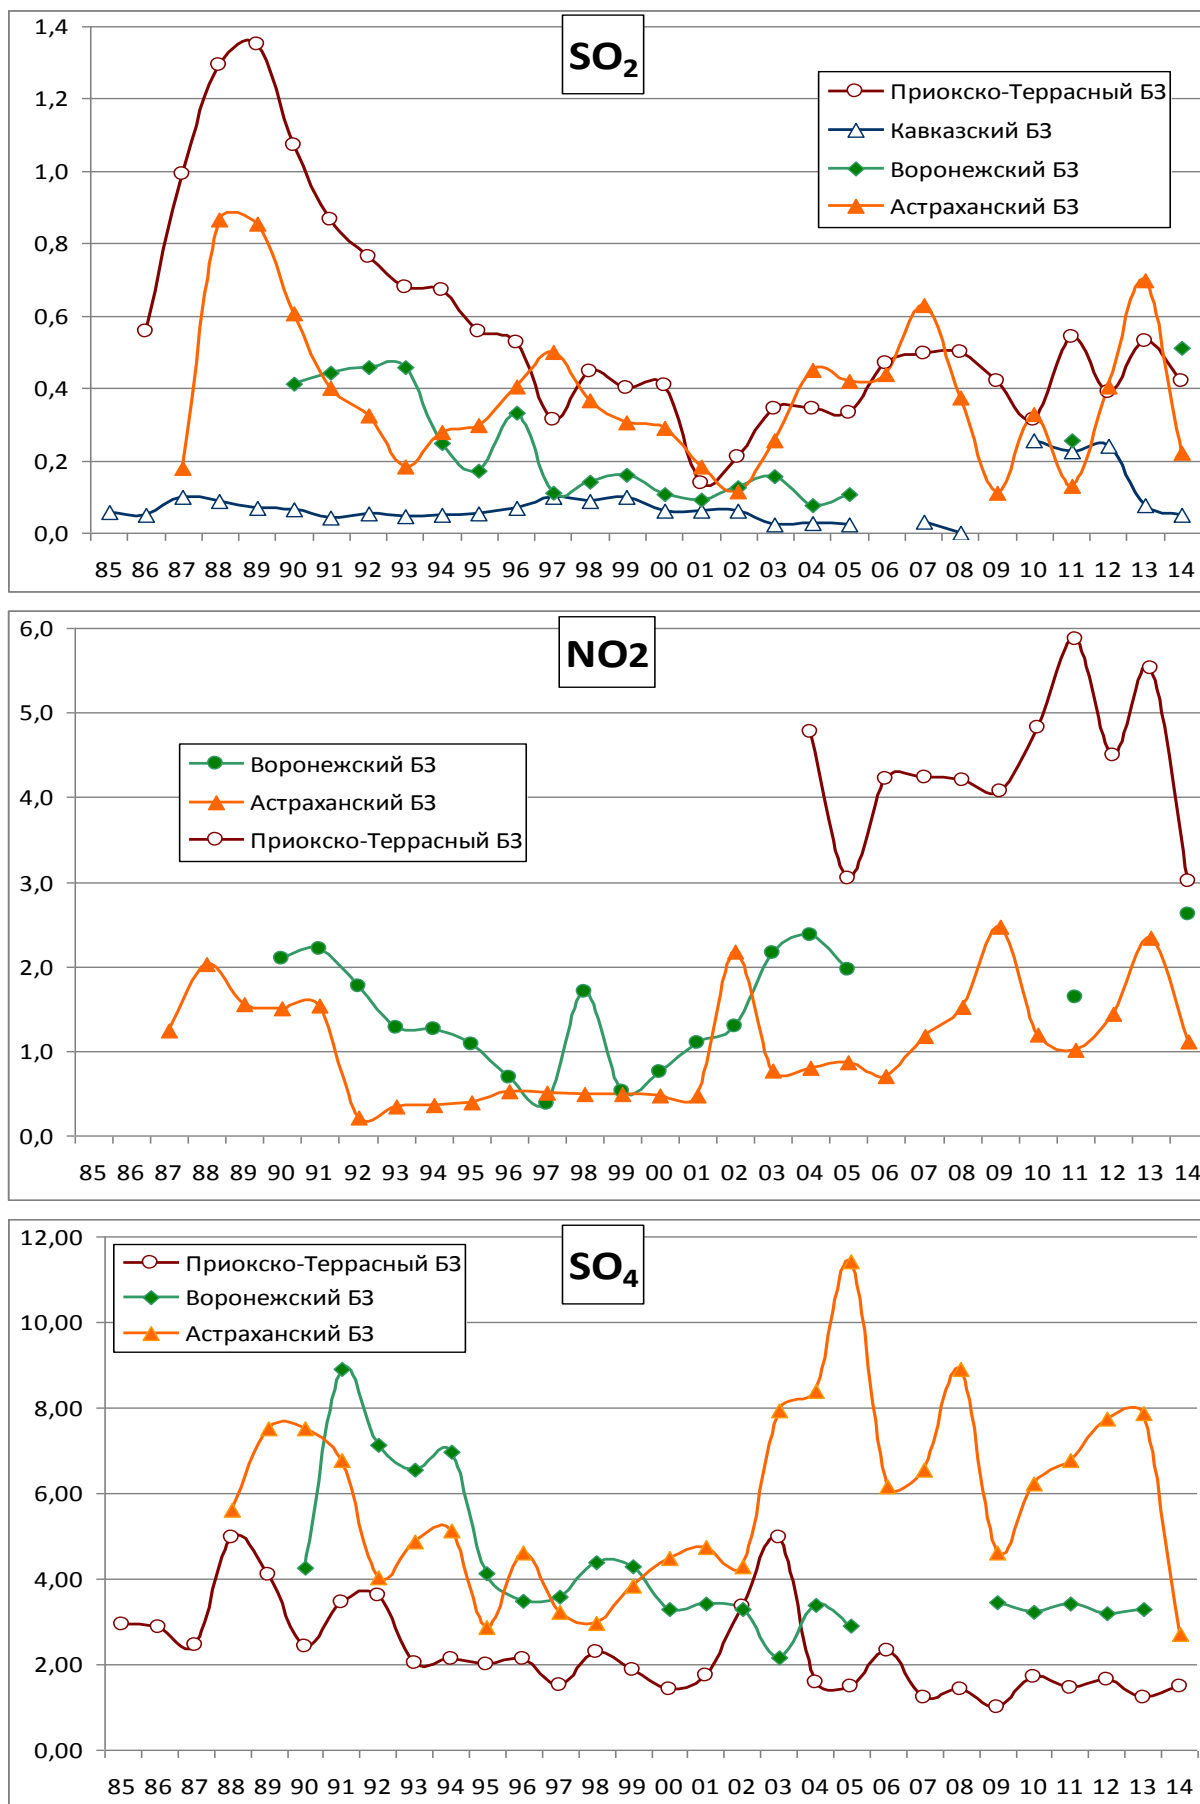 SO₂
1,4
1,2
1,0
0,8
0,6
0,4
0,2
0,0
Приокско-Террасный БЗ
Кавказский БЗ
Воронежский БЗ
Астраханский БЗ
85 86 87 88 89 90 91 92 93 94 95 96 97 98 99 00 01 02 03 04 05 06 07 08 09 10 11 12 13 14
NO2
6,0
5,0
4,0
3,0
2,0
1,0
0,0
Воронежский БЗ
Астраханский БЗ
Приокско-Террасный БЗ
85 86 87 88 89 90 91 92 93 94 95 96 97 98 99 00 01 02 03 04 05 06 07 08 09 10 11 12 13 14
SO₄
12,00
10,00
8,00
6,00
4,00
2,00
0,00
Приокско-Террасный БЗ
Воронежский БЗ
Астраханский БЗ
85 86 87 88 89 90 91 92 93 94 95 96 97 98 99 00 01 02 03 04 05 06 07 08 09 10 11 12 13 14